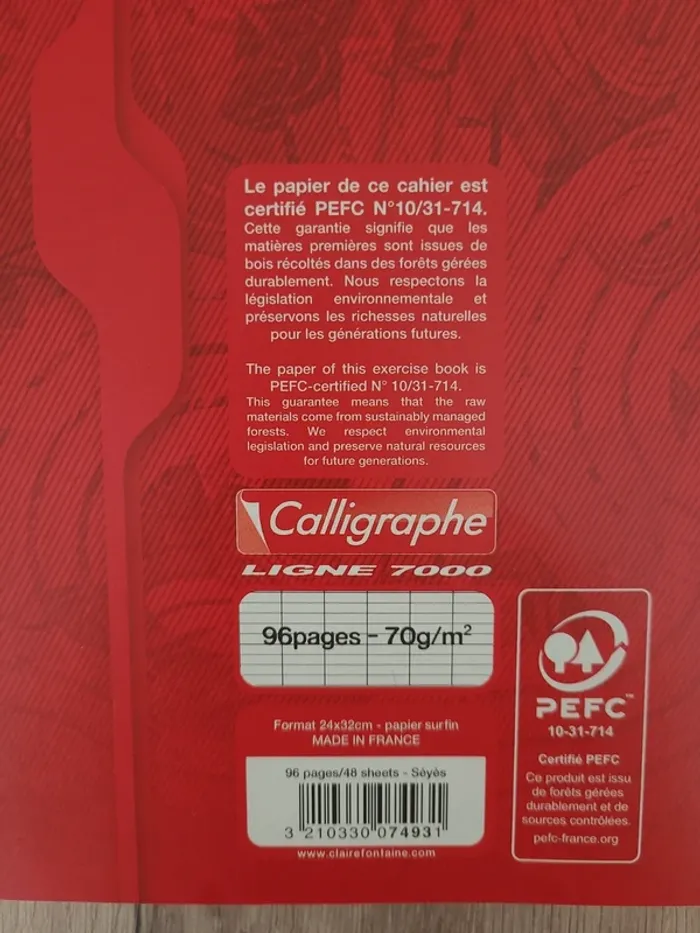 Le papier de ce cahier est
certifié PEFC N°10/31-714.
Cette garantie signifie que les
matières premières sont issues de
bois récoltés dans des forêts gérées
durablement. Nous respectons la
législation environnementale et
préservons les richesses naturelles
pour les générations futures.
The paper of this exercise book is
PEFC-certified N° 10/31-714.
This guarantee means that the raw
materials come from sustainably managed
forests. We respect environmental
legislation and preserve natural resources
for future generations.
Calligraphe
LIGNE 7000
96pages - 70g/m²
Format 24x32cm - papier surfin
MADE IN FRANCE
96 pages/48 sheets - Séyès
3 210330 074931
www.clairefontaine.com
PEFC™
10-31-714
Certifié PEFC
Ce produit est issu
de forêts gérées
durablement et de
sources contrôlées.
pefc-france.org